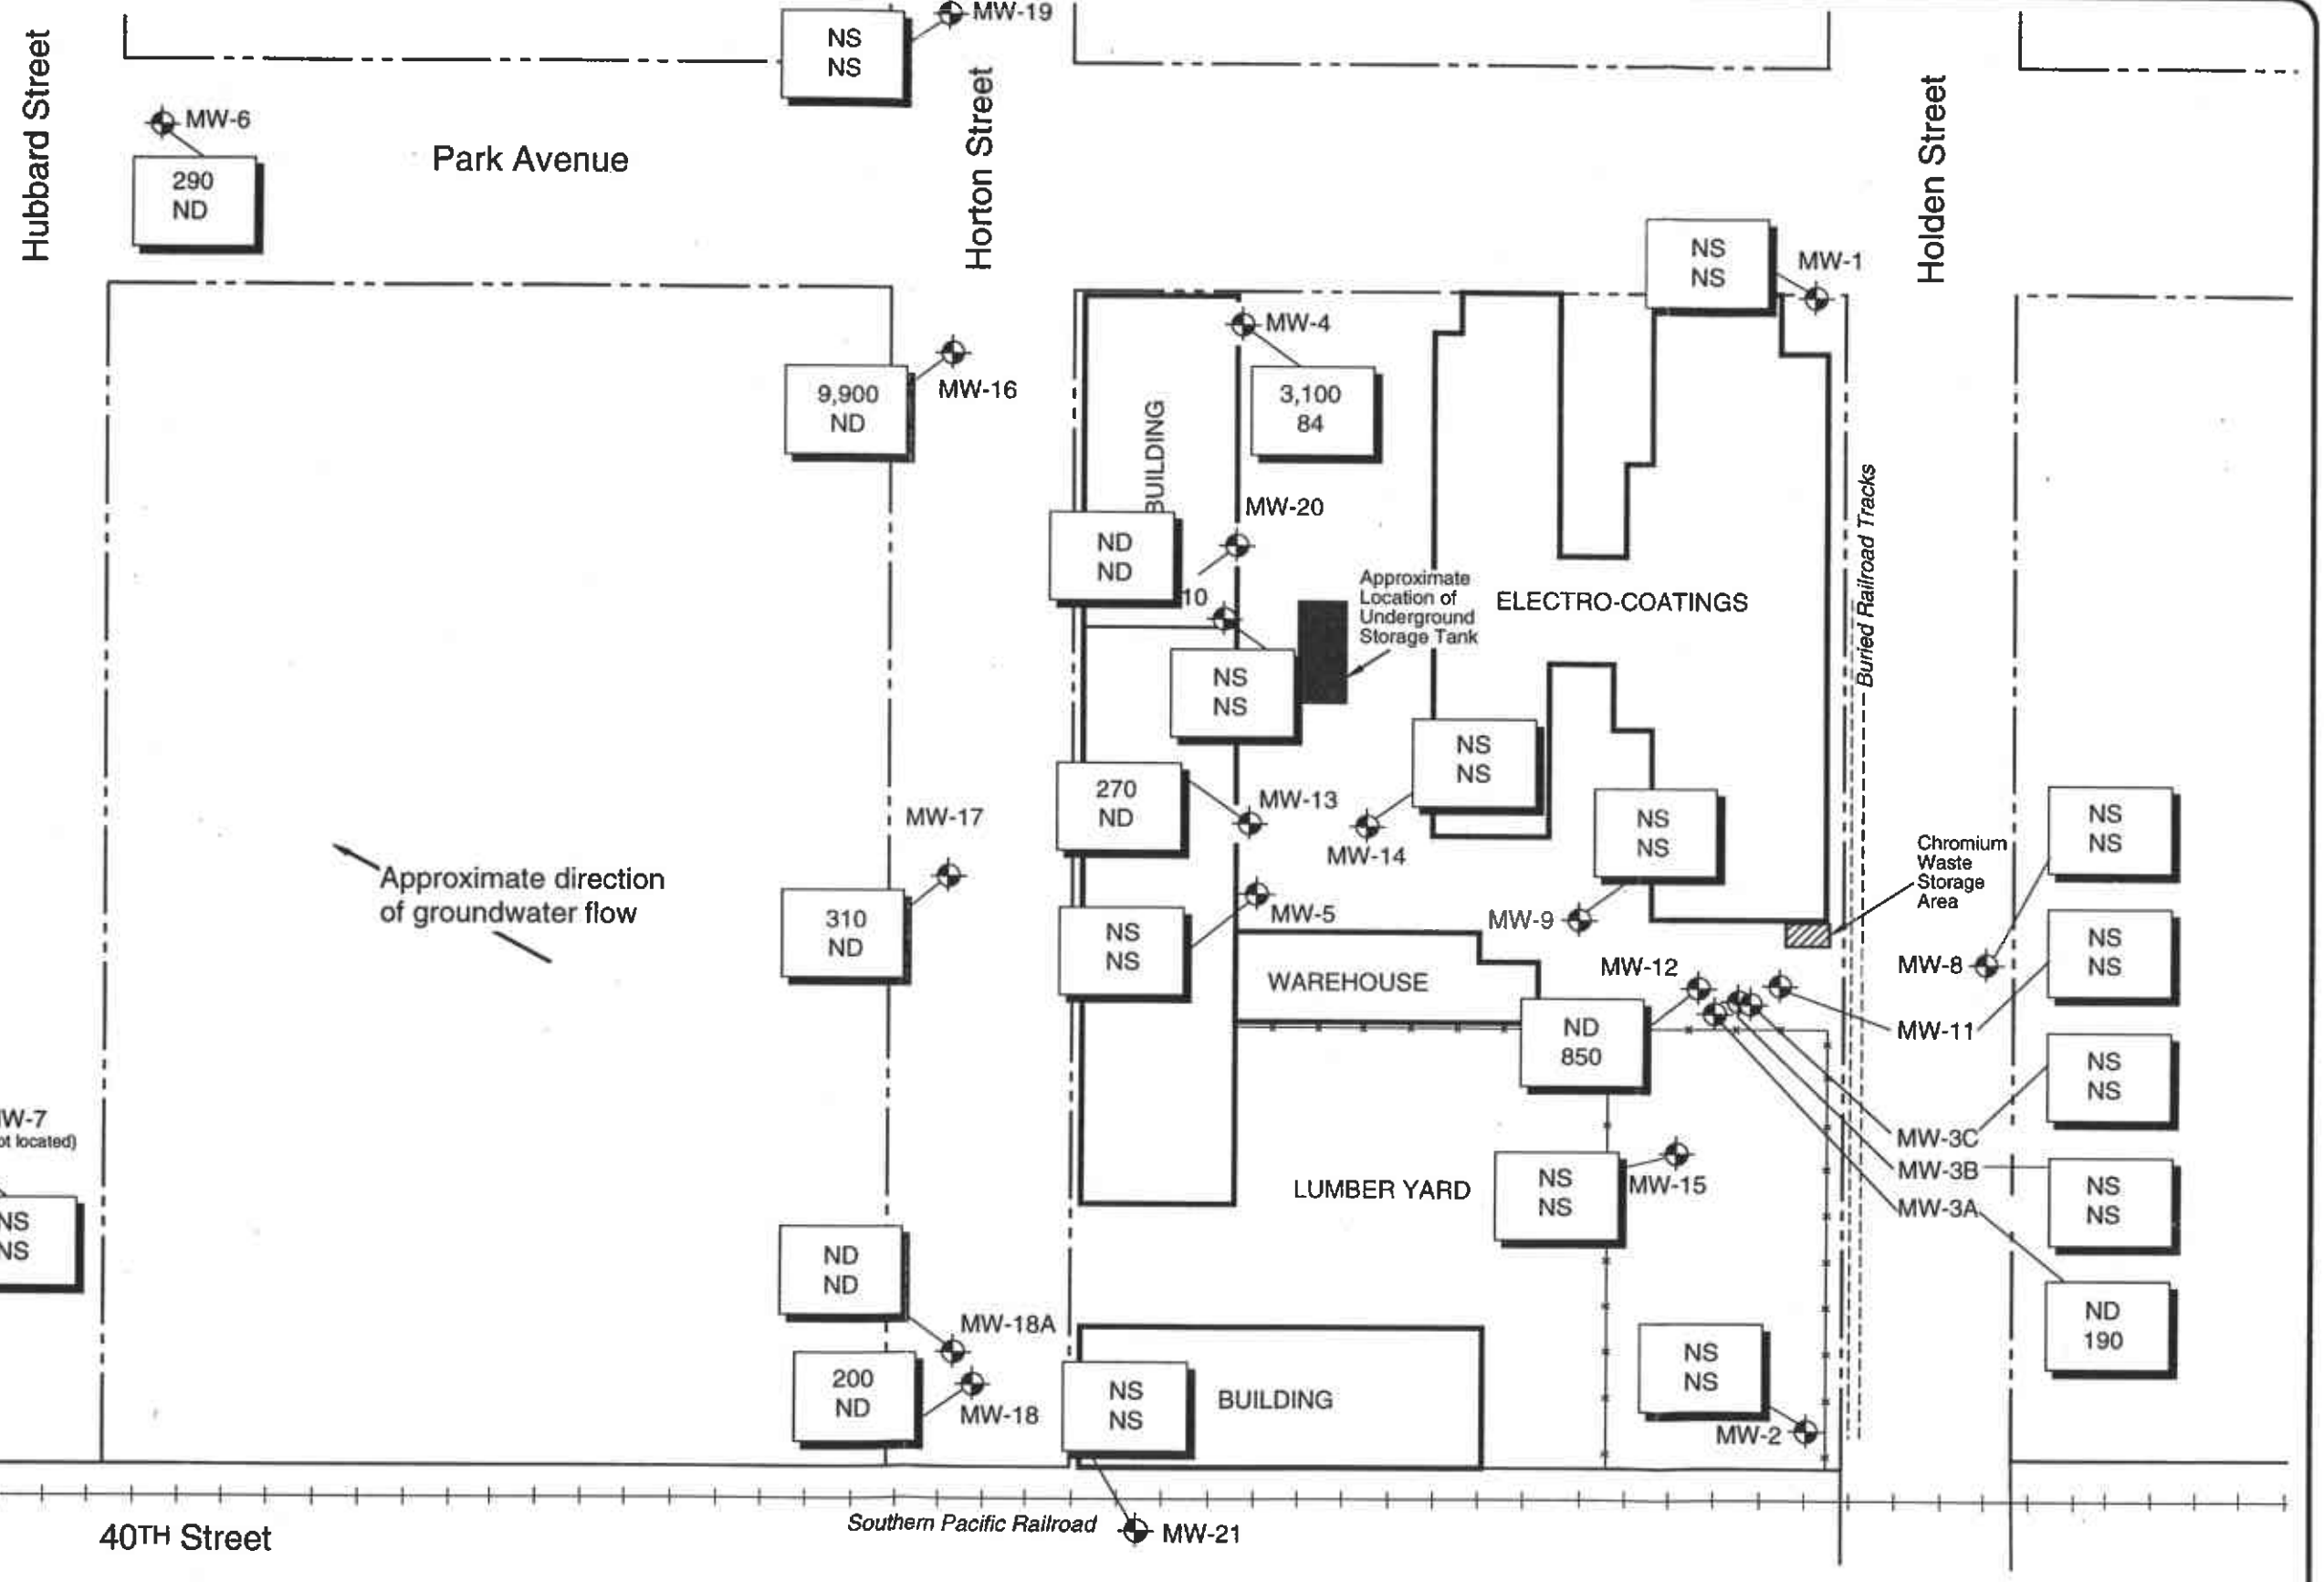 Hubbard Street
MW-19
NS
NS
MW-6
290
ND
Park Avenue
Horton Street
Holden Street
NS
NS
MW-1
MW-4
3,100
84
MW-16
9,900
ND
BUILDING
MW-20
ND
ND
10
NS
NS
Approximate
Location of
Underground
Storage Tank
ELECTRO-COATINGS
Buried Railroad Tracks
NS
NS
MW-14
270
ND
MW-13
NS
NS
MW-9
MW-17
310
ND
Approximate direction
of groundwater flow
NS
NS
MW-5
WAREHOUSE
Chromium
Waste
Storage
Area
MW-12
ND
850
MW-8
NS
NS
MW-11
NS
NS
MW-3C
NS
NS
MW-3B
NS
NS
MW-3A
ND
190
W-7
ot located)
NS
NS
LUMBER YARD
NS
NS
MW-15
ND
ND
MW-18A
200
ND
MW-18
NS
NS
BUILDING
NS
NS
MW-2
40TH Street
Southern Pacific Railroad
MW-21